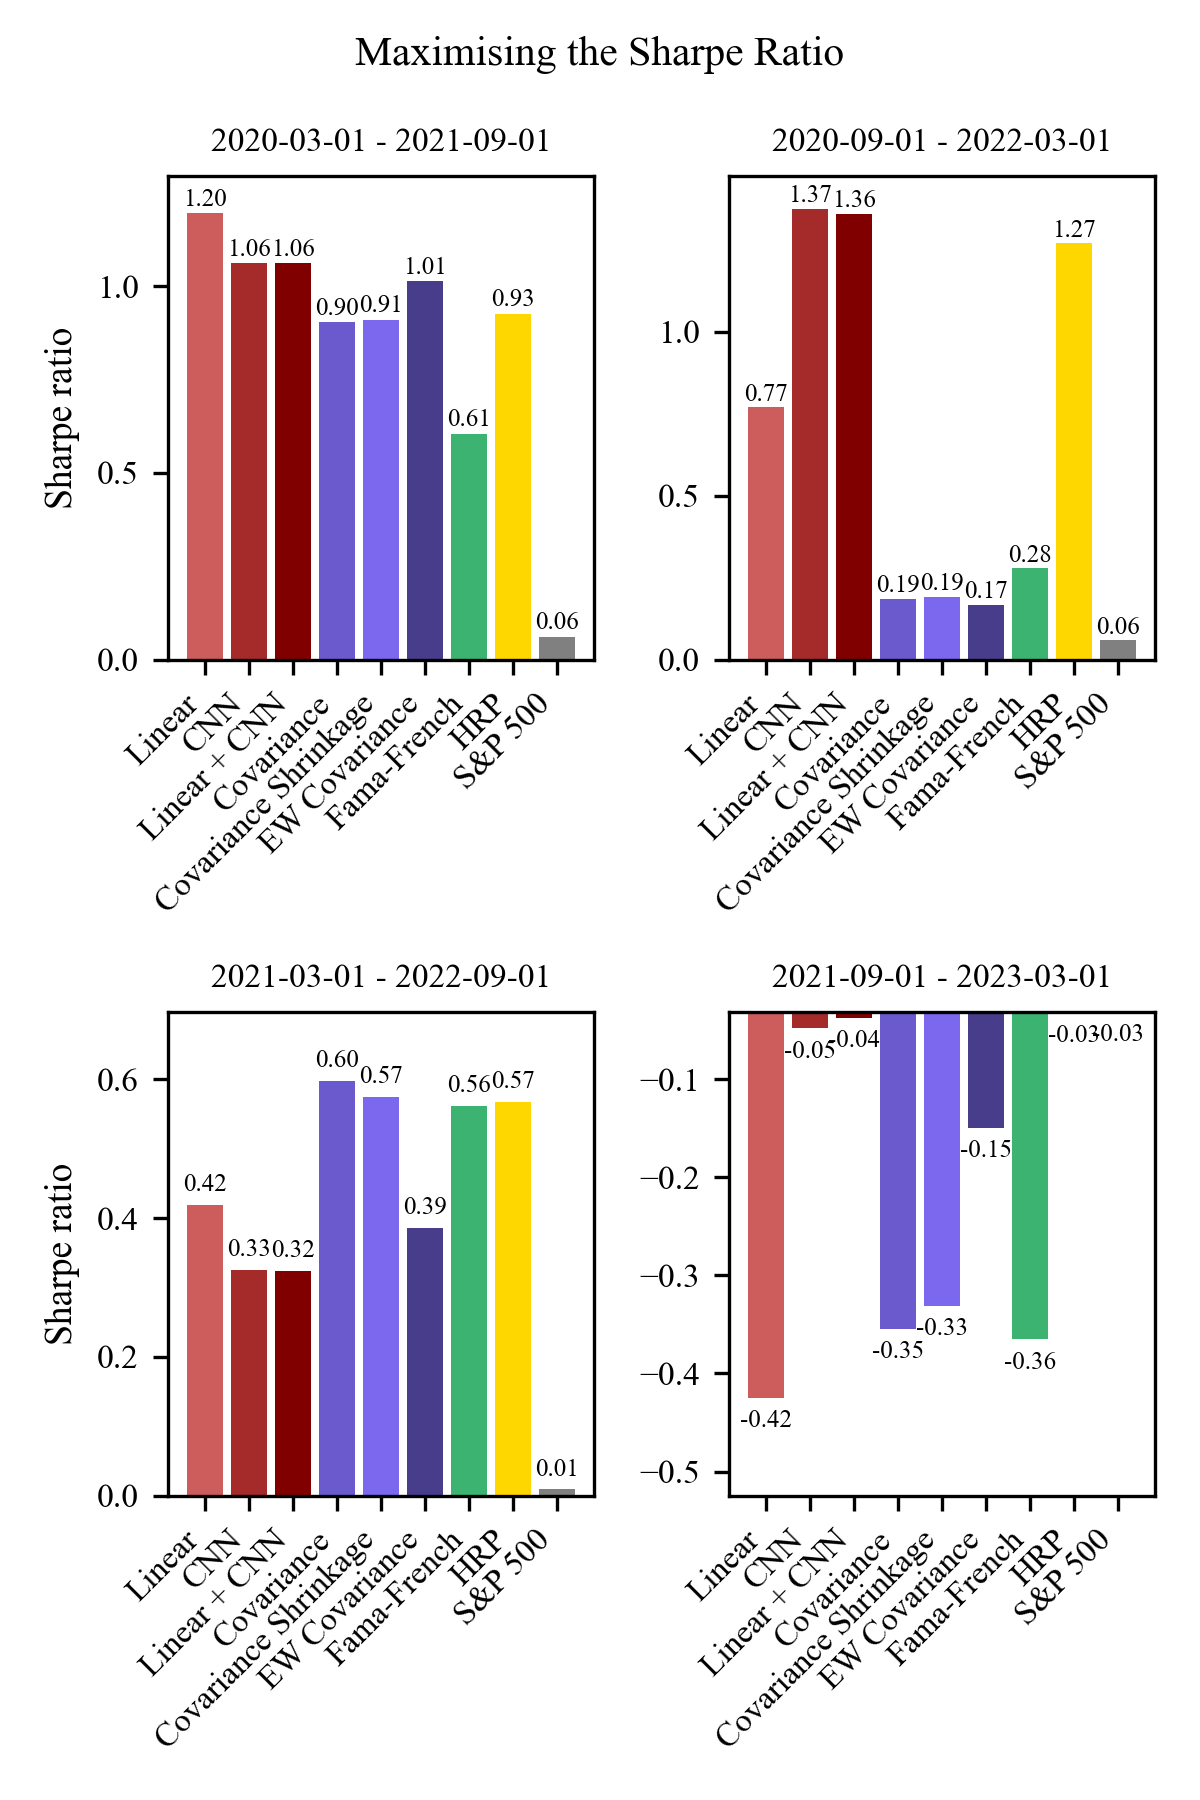 Maximising the Sharpe Ratio
2020-03-01 - 2021-09-01
Sharpe ratio
1.0
0.5
0.0
1.20
1.06
1.06
0.90
0.91
1.01
0.61
0.93
0.06
Linear
CNN
Linear + CNN
Covariance
Covariance Shrinkage
EW Covariance
Fama-French
HRP
S&P 500
2020-09-01 - 2022-03-01
1.0
0.5
0.0
0.77
1.37
1.36
0.19
0.19
0.17
0.28
1.27
0.06
Linear
CNN
Linear + CNN
Covariance
Covariance Shrinkage
EW Covariance
Fama-French
HRP
S&P 500
2021-03-01 - 2022-09-01
Sharpe ratio
0.6
0.4
0.2
0.0
0.42
0.33
0.32
0.60
0.57
0.39
0.56
0.57
0.01
Linear
CNN
Linear + CNN
Covariance
Covariance Shrinkage
EW Covariance
Fama-French
HRP
S&P 500
2021-09-01 - 2023-03-01
−0.1
−0.2
−0.3
−0.4
−0.5
-0.42
-0.05
-0.04
-0.35
-0.33
-0.15
-0.36
-0.03
-0.03
Linear
CNN
Linear + CNN
Covariance
Covariance Shrinkage
EW Covariance
Fama-French
HRP
S&P 500